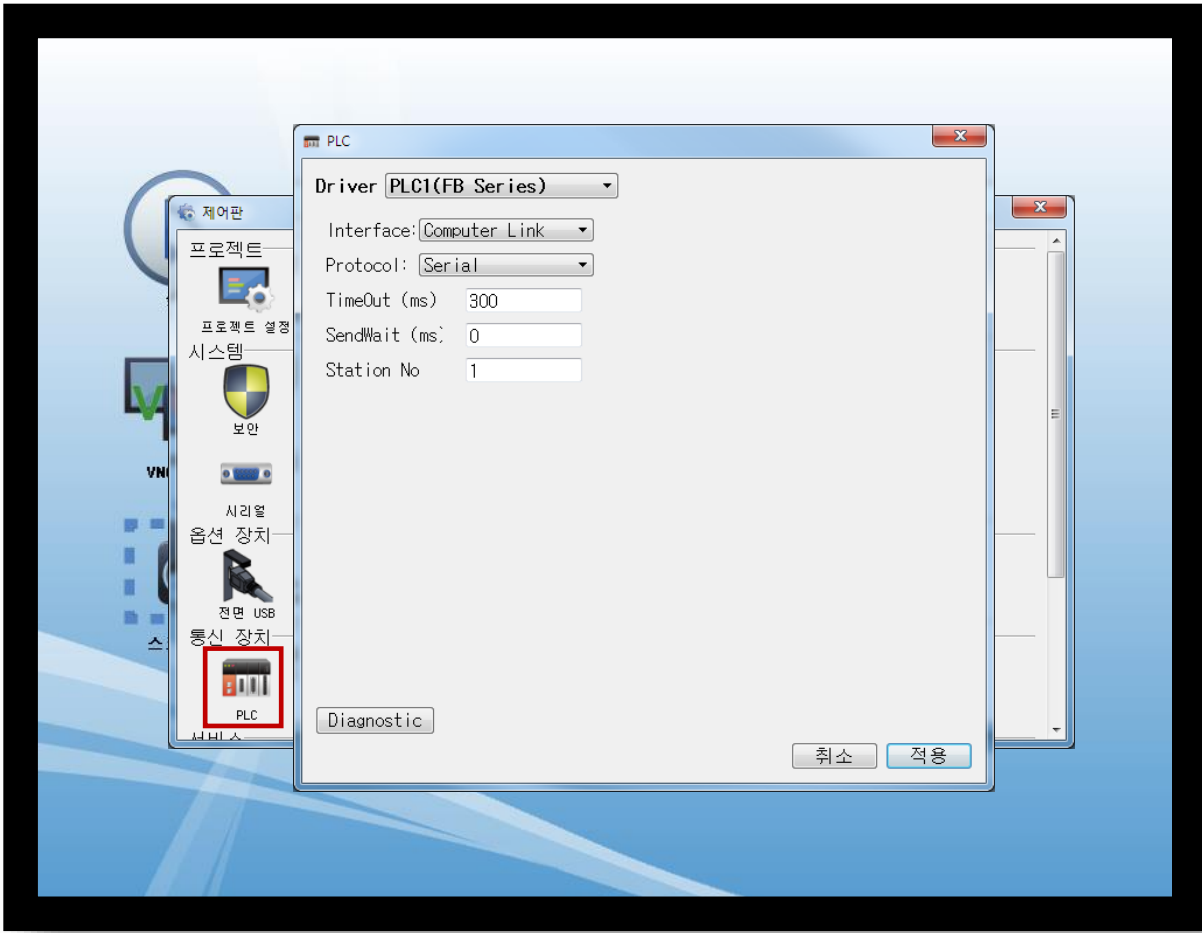 PLC
Driver PLC1(FB Series)
Interface: Computer Link
Protocol: Serial
TimeOut (ms) 300
SendWait (ms) 0
Station No 1
Diagnostic
취소 적용
제어판
프로젝트
프로젝트 설정
시스템
보안
시리얼
옵션 장치
전면 USB
통신 장치
PLC